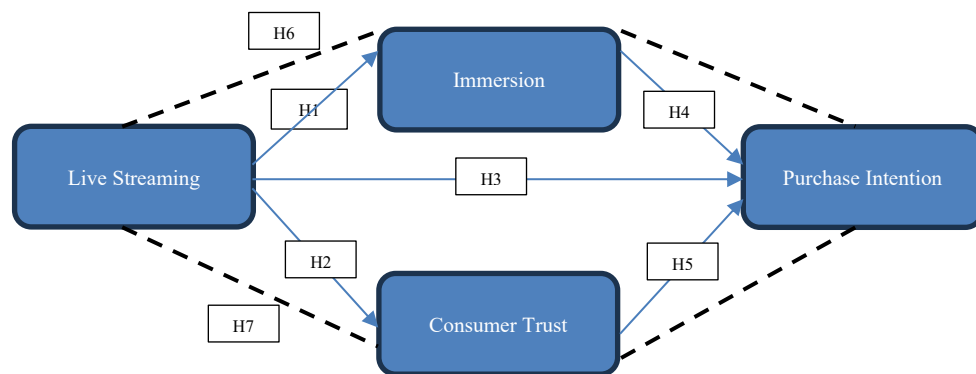 H6
Immersion
H1
H4
Live Streaming
H3
Purchase Intention
H2
H5
H7
Consumer Trust